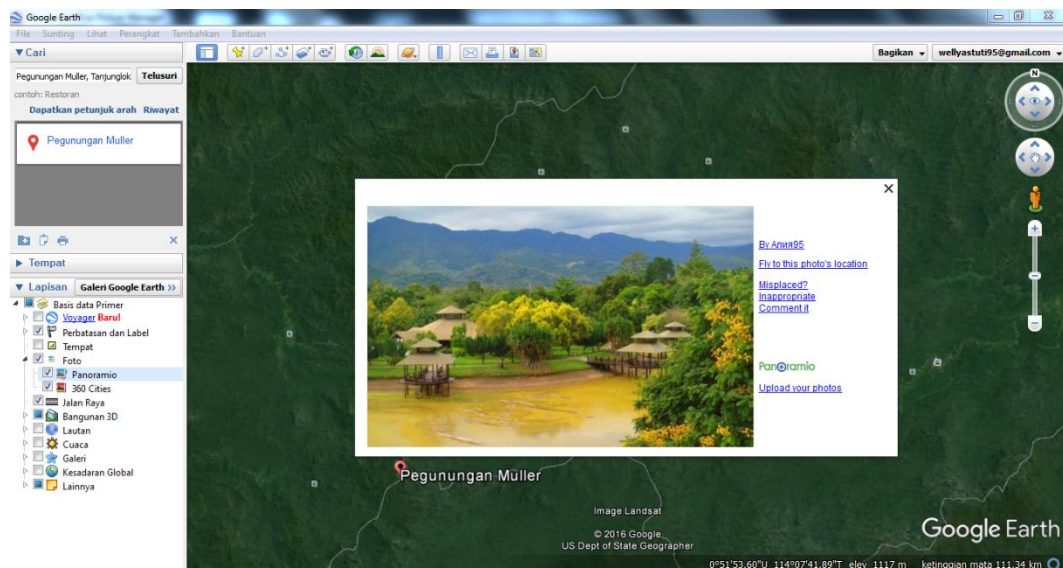 Google Earth
File Sunting Lihat Perangkat Tambahkan Bantuan
Cari
Bagikan
wellyastuti95@gmail.com
Pegunungan Muller, Tanjunglok
Telusuri
contoh: Restoran
Dapatkan petunjuk arah Riwayat
Pegunungan Muller
Tempat
Lapisan
Galeri Google Earth >>
Basis data Primer
Voyager Baru!
Perbatasan dan Label
Tempat
Foto
Panoramio
360 Cities
Jalan Raya
Bangunan 3D
Lautan
Cuaca
Galeri
Kesadaran Global
Lainnya
N
By Алия95
Fly to this photo's location
Misplaced?
Inappropriate
Comment it
Panoramio
Upload your photos
Pegunungan Muller
Image Landsat
© 2016 Google
US Dept of State Geographer
Google Earth
0°51'53.60"U 114°07'41.89"T elev 1117 m ketinggian mata 111.34 km